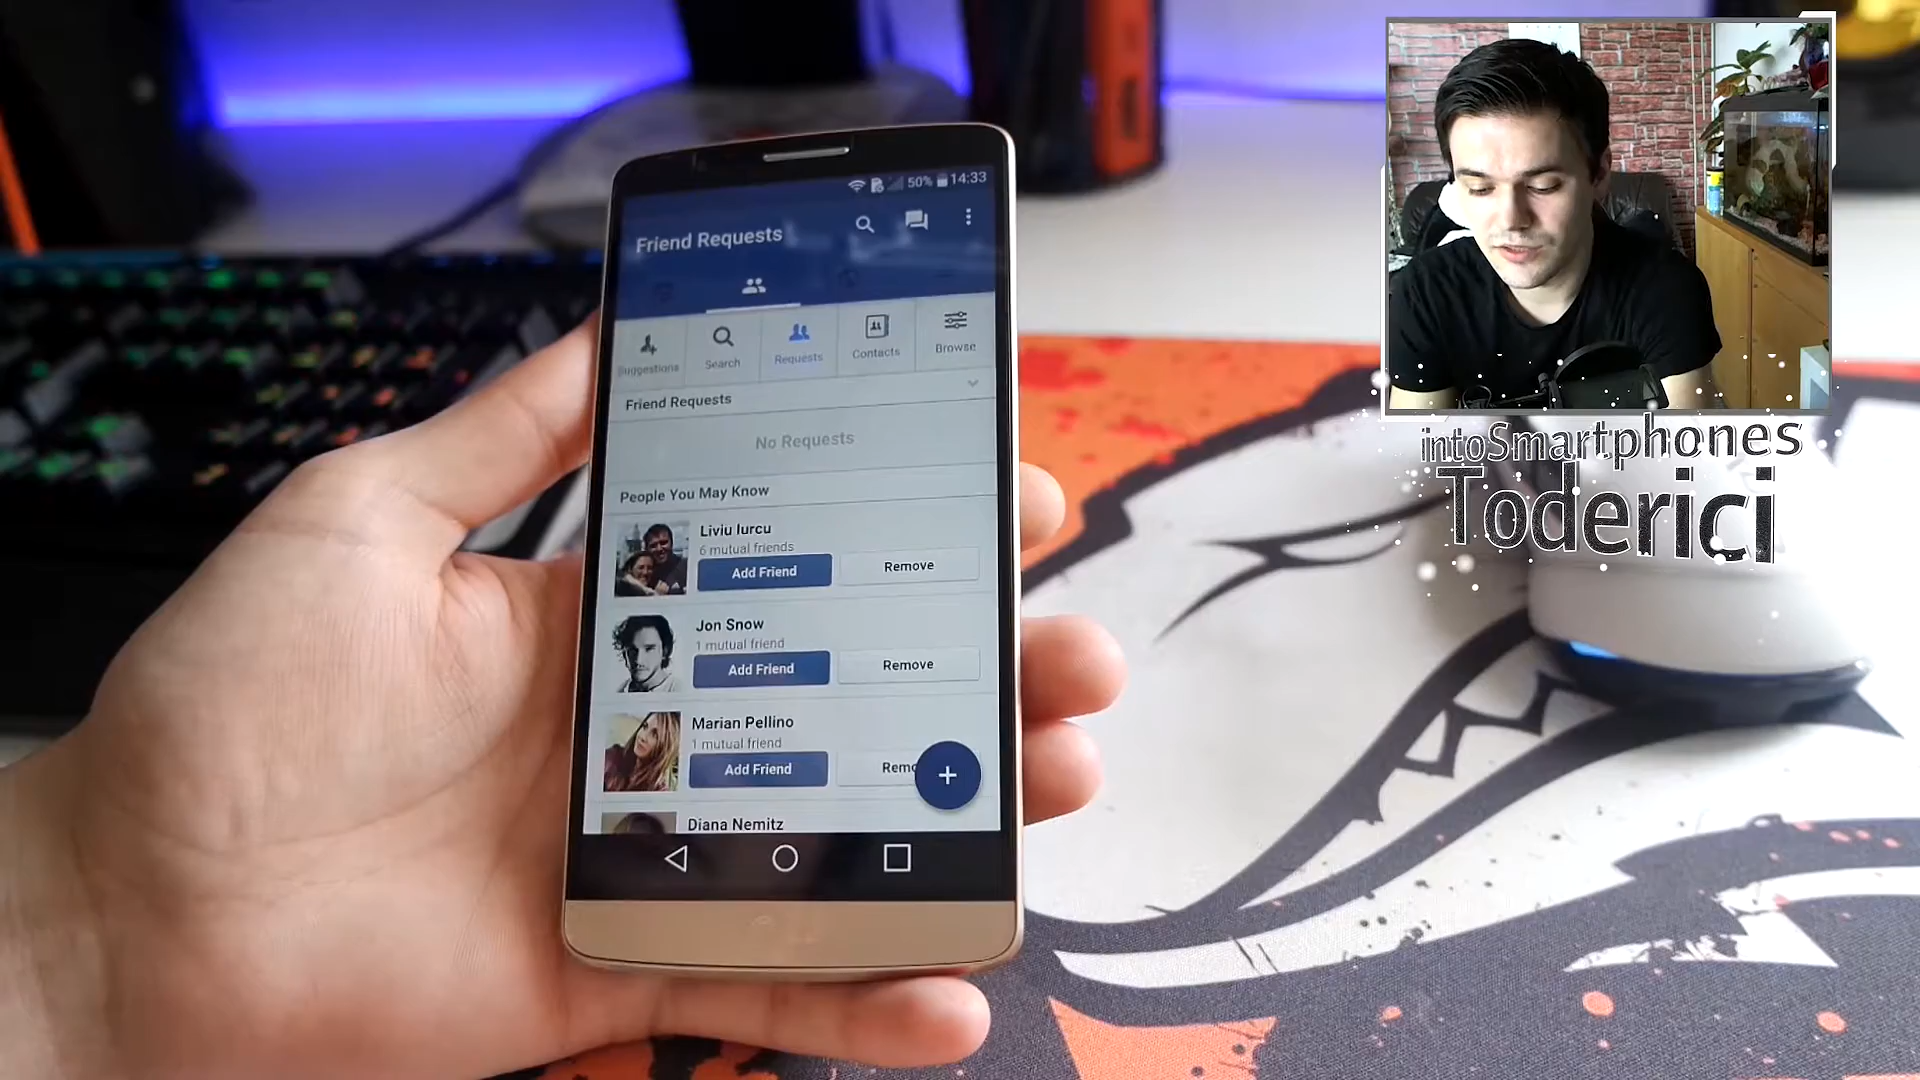 50% 14:33
Friend Requests
Suggestions
Search
Requests
Contacts
Browse
Friend Requests
No Requests
People You May Know
Liviu Iurcu
6 mutual friends
Add Friend Remove
Jon Snow
1 mutual friend
Add Friend Remove
Marian Pellino
1 mutual friend
Add Friend Remo
Diana Nemitz
intoSmartphones
Toderici